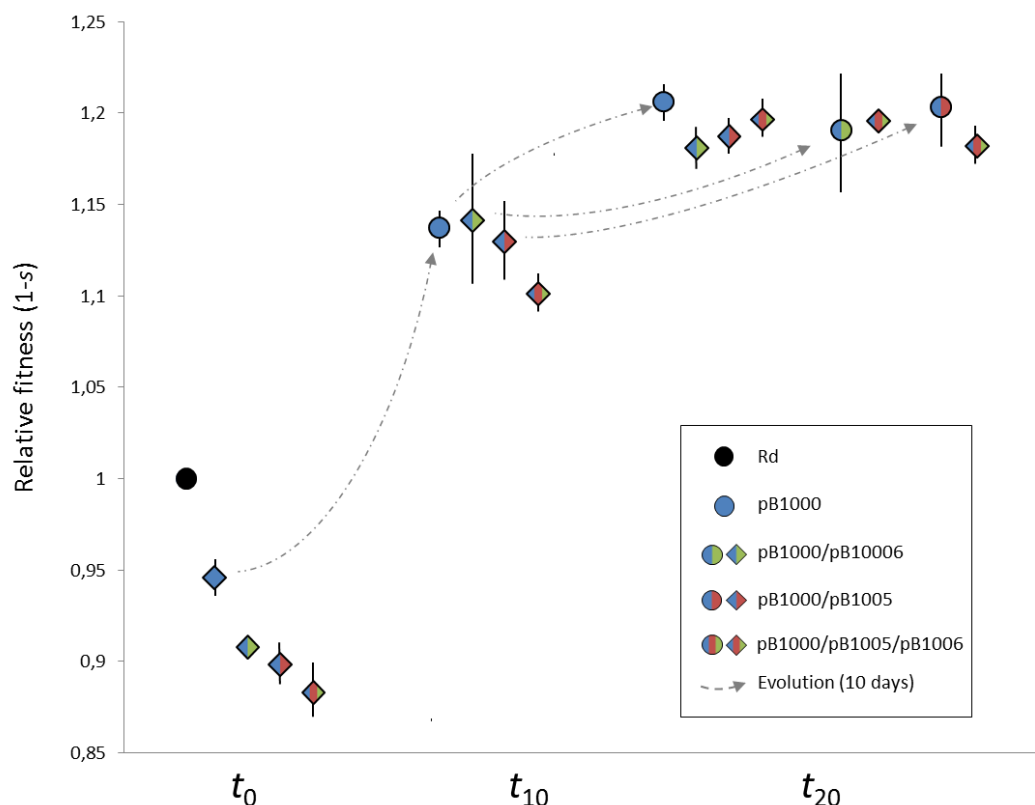 1,25
1,2
1,15
1,1
1,05
1
0,95
0,9
0,85
Relative fitness (1-s)
t0
t10
t20
Rd
pB1000
pB1000/pB10006
pB1000/pB1005
pB1000/pB1005/pB1006
Evolution (10 days)